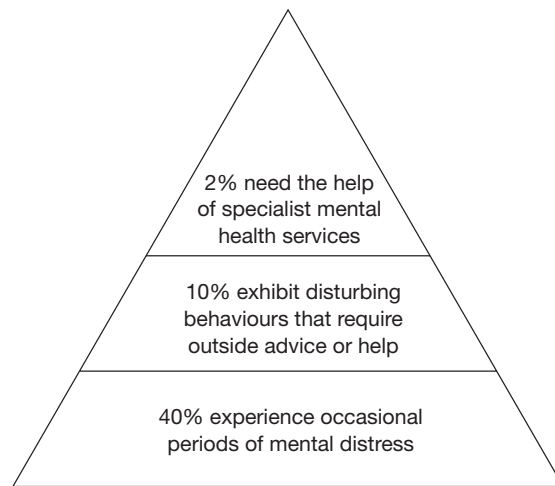 2% need the help
of specialist mental
health services
10% exhibit disturbing
behaviours that require
outside advice or help
40% experience occasional
periods of mental distress